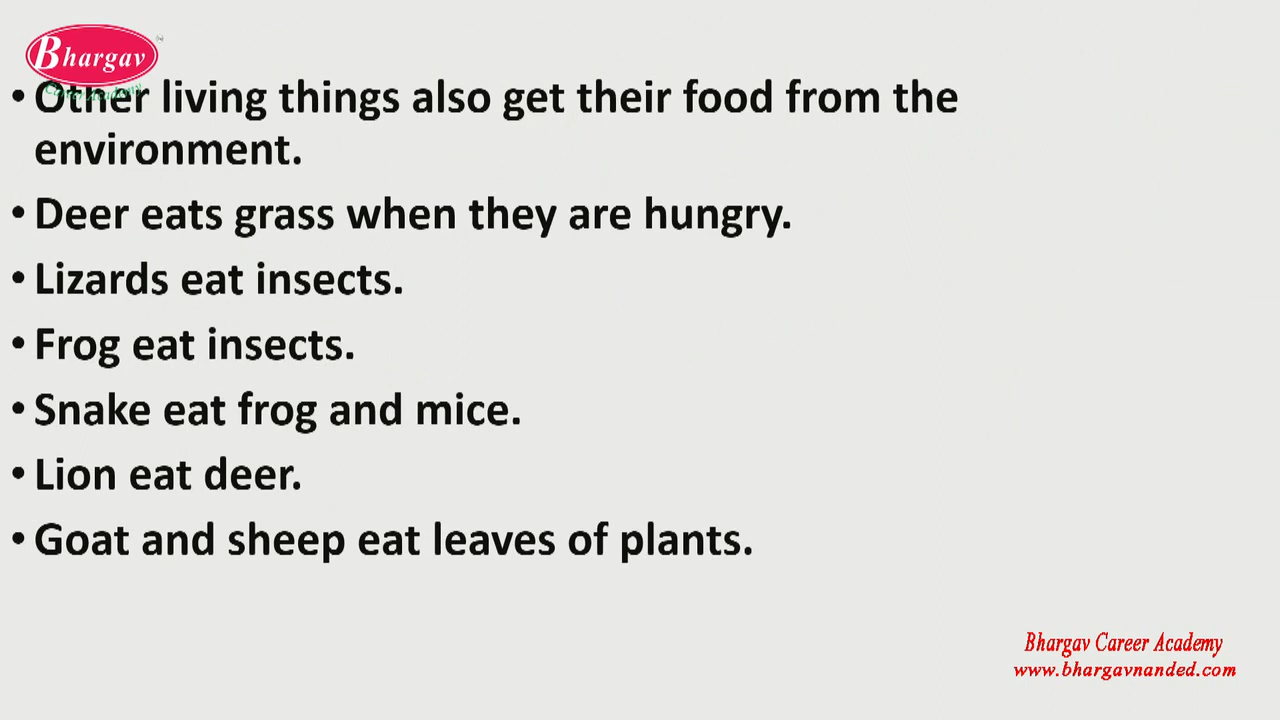 Bhargav
Career Academy
• Other living things also get their food from the
environment.
• Deer eats grass when they are hungry.
• Lizards eat insects.
• Frog eat insects.
• Snake eat frog and mice.
• Lion eat deer.
• Goat and sheep eat leaves of plants.
Bhargav Career Academy
www.bhargavnanded.com